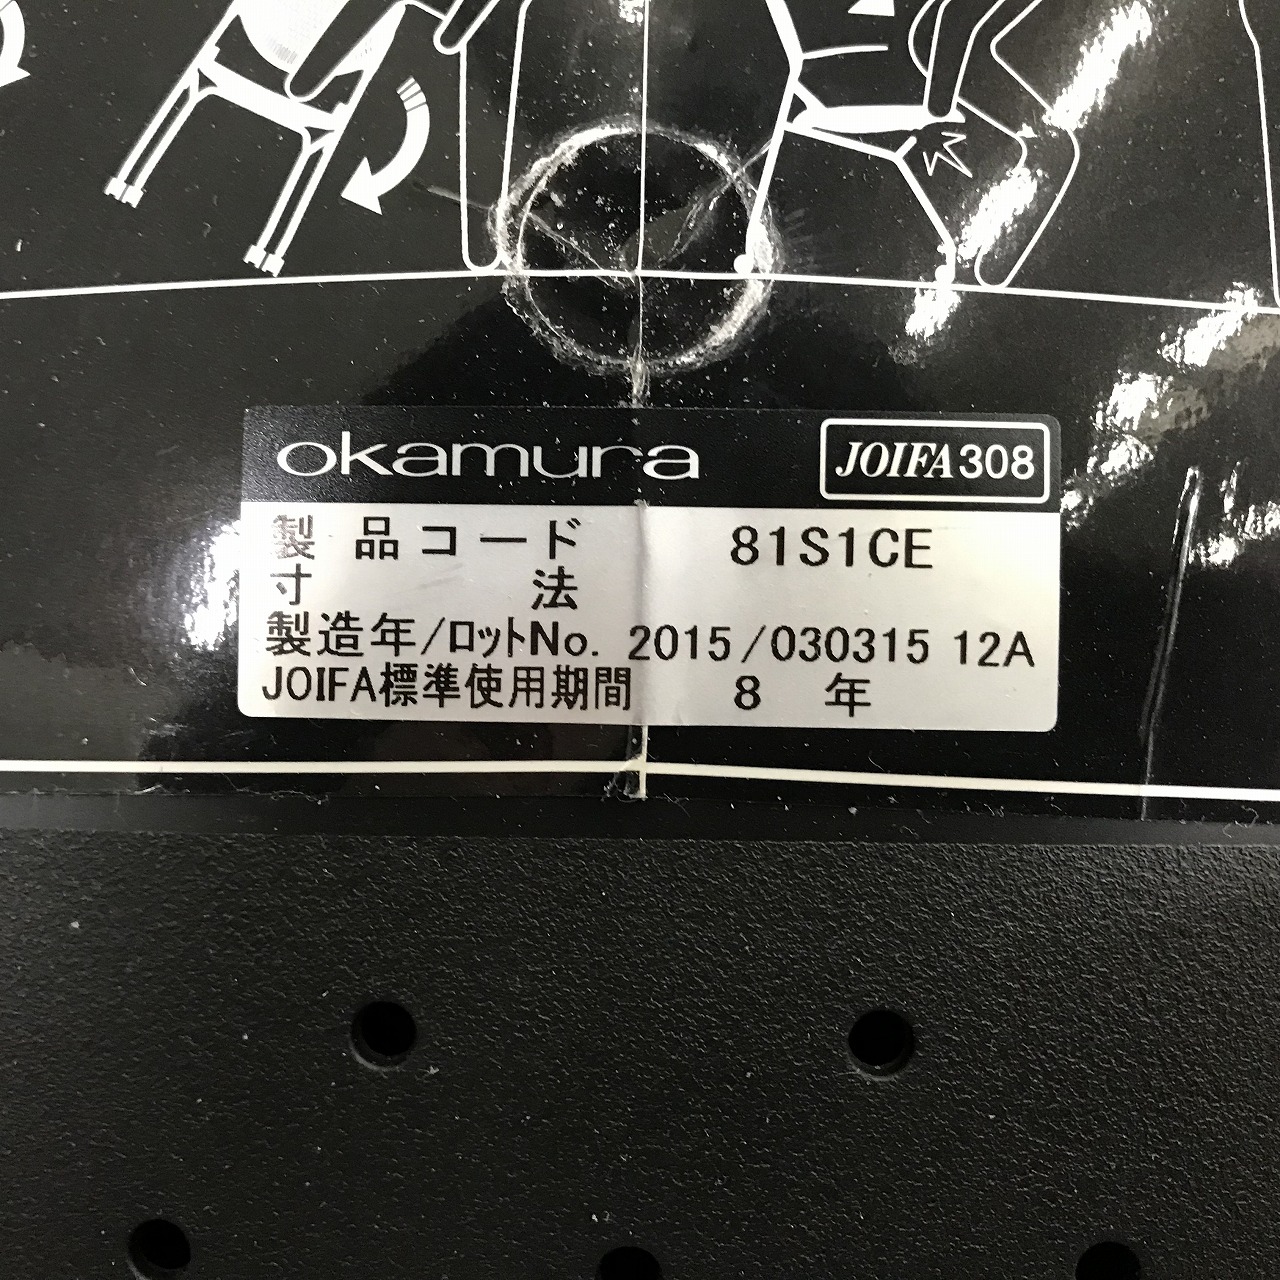 okamura JOIFA308
製品コード 81S1CE
寸法
製造年/ロットNo. 2015/030315 12A
JOIFA標準使用期間 8 年